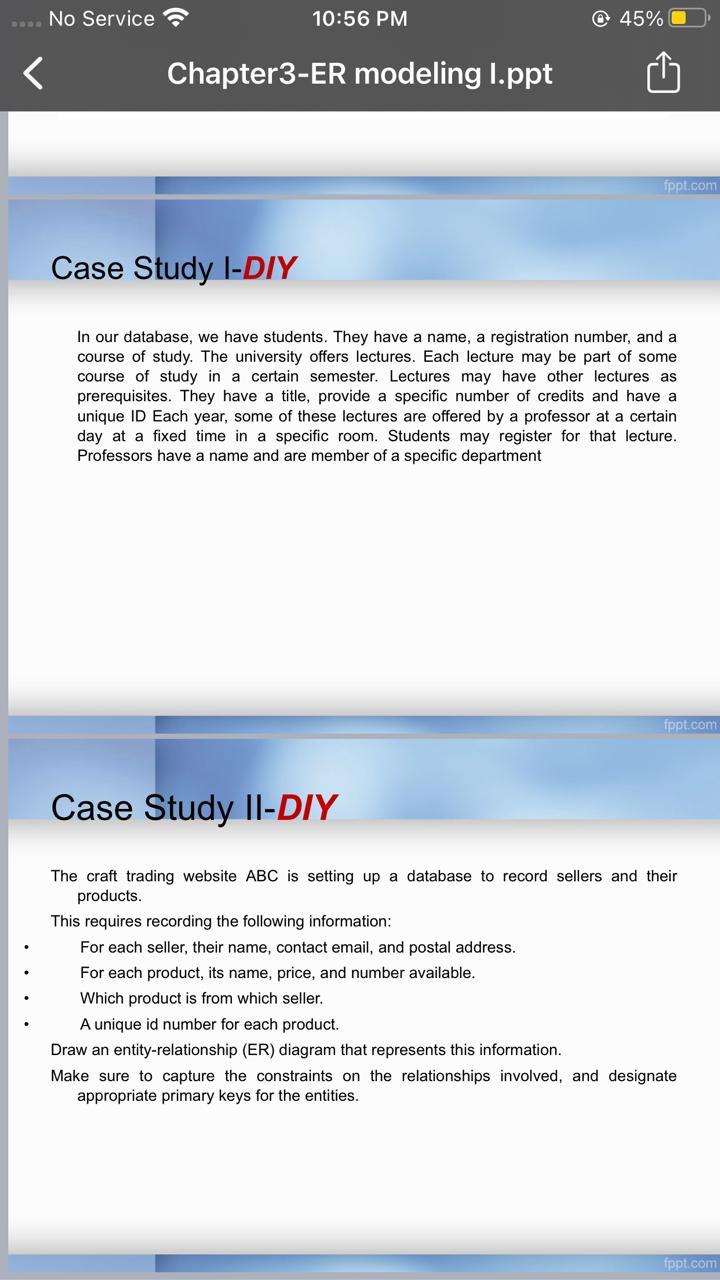 No Service 10:56 PM 45%
Chapter3-ER modeling I.ppt
fppt.com
Case Study I-DIY
In our database, we have students. They have a name, a registration number, and a
course of study. The university offers lectures. Each lecture may be part of some
course of study in a certain semester. Lectures may have other lectures as
prerequisites. They have a title, provide a specific number of credits and have a
unique ID Each year, some of these lectures are offered by a professor at a certain
day at a fixed time in a specific room. Students may register for that lecture.
Professors have a name and are member of a specific department
fppt.com
Case Study II-DIY
The craft trading website ABC is setting up a database to record sellers and their
products.
This requires recording the following information:
• For each seller, their name, contact email, and postal address.
• For each product, its name, price, and number available.
• Which product is from which seller.
• A unique id number for each product.
Draw an entity-relationship (ER) diagram that represents this information.
Make sure to capture the constraints on the relationships involved, and designate
appropriate primary keys for the entities.
fppt.com